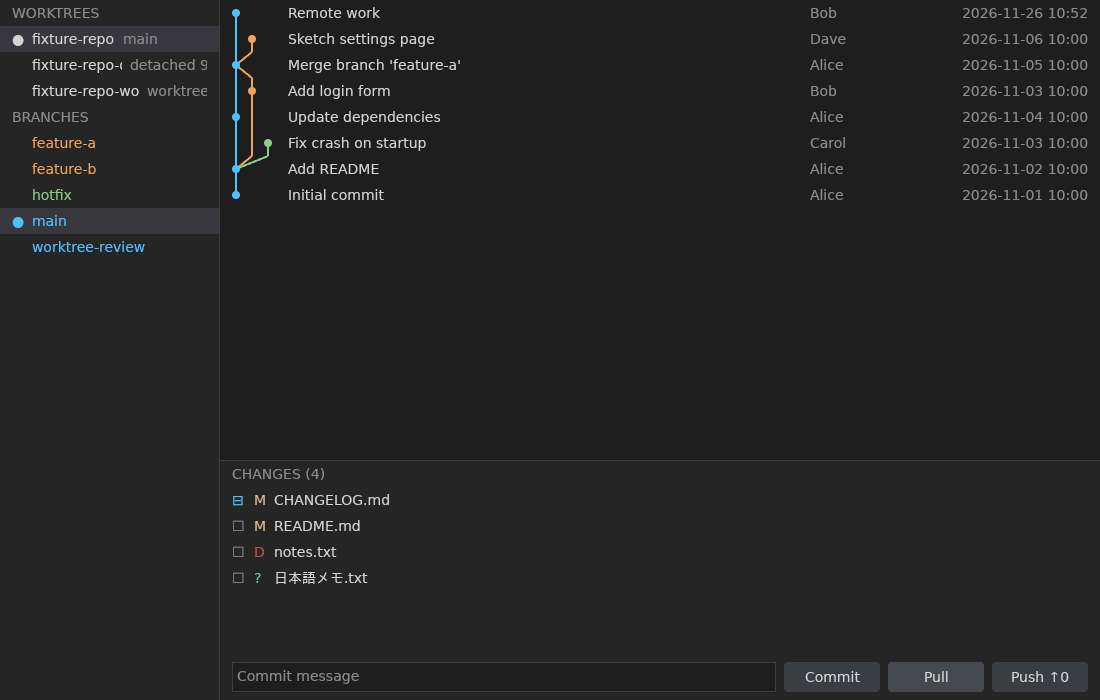 WORKTREES
fixture-repo main
fixture-repo- detached 9
fixture-repo-wo worktree
BRANCHES
feature-a
feature-b
hotfix
main
worktree-review
Remote work Bob 2026-11-26 10:52
Sketch settings page Dave 2026-11-06 10:00
Merge branch 'feature-a' Alice 2026-11-05 10:00
Add login form Bob 2026-11-03 10:00
Update dependencies Alice 2026-11-04 10:00
Fix crash on startup Carol 2026-11-03 10:00
Add README Alice 2026-11-02 10:00
Initial commit Alice 2026-11-01 10:00
CHANGES (4)
M CHANGELOG.md
M README.md
D notes.txt
? 日本語メモ.txt
Commit message
Commit
Pull
Push ↑0